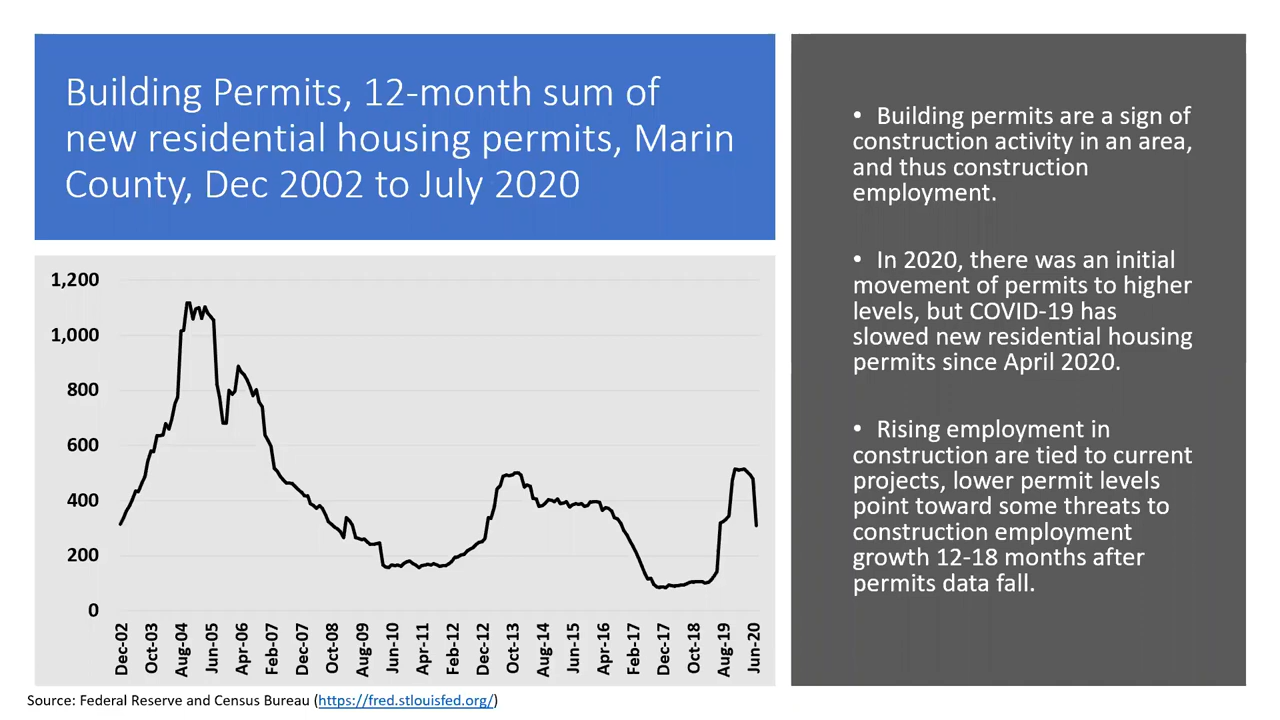 Building Permits, 12-month sum of
new residential housing permits, Marin
County, Dec 2002 to July 2020
• Building permits are a sign of
construction activity in an area,
and thus construction
employment.
• In 2020, there was an initial
movement of permits to higher
levels, but COVID-19 has
slowed new residential housing
permits since April 2020.
• Rising employment in
construction are tied to current
projects, lower permit levels
point toward some threats to
construction employment
growth 12-18 months after
permits data fall.
1,200
1,000
800
600
400
200
0
Dec-02
Oct-03
Aug-04
Jun-05
Apr-06
Feb-07
Dec-07
Oct-08
Aug-09
Jun-10
Apr-11
Feb-12
Dec-12
Oct-13
Aug-14
Jun-15
Apr-16
Feb-17
Dec-17
Oct-18
Aug-19
Jun-20
Source: Federal Reserve and Census Bureau (https://fred.stlouisfed.org/)